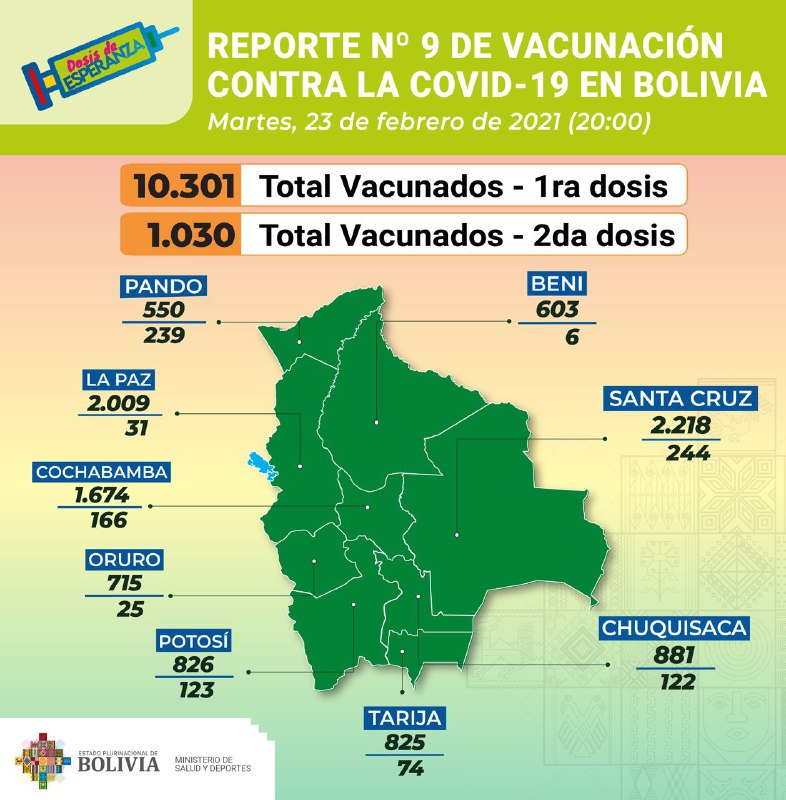 Dosis de
ESPERANZA
REPORTE Nº 9 DE VACUNACIÓN
CONTRA LA COVID-19 EN BOLIVIA
Martes, 23 de febrero de 2021 (20:00)
10.301 Total Vacunados - 1ra dosis
1.030 Total Vacunados - 2da dosis
PANDO
550
239
BENI
603
6
LA PAZ
2.009
31
SANTA CRUZ
2.218
244
COCHABAMBA
1.674
166
ORURO
715
25
POTOSÍ
826
123
CHUQUISACA
881
122
TARIJA
825
74
ESTADO PLURINACIONAL DE
BOLIVIA
MINISTERIO DE
SALUD Y DEPORTES